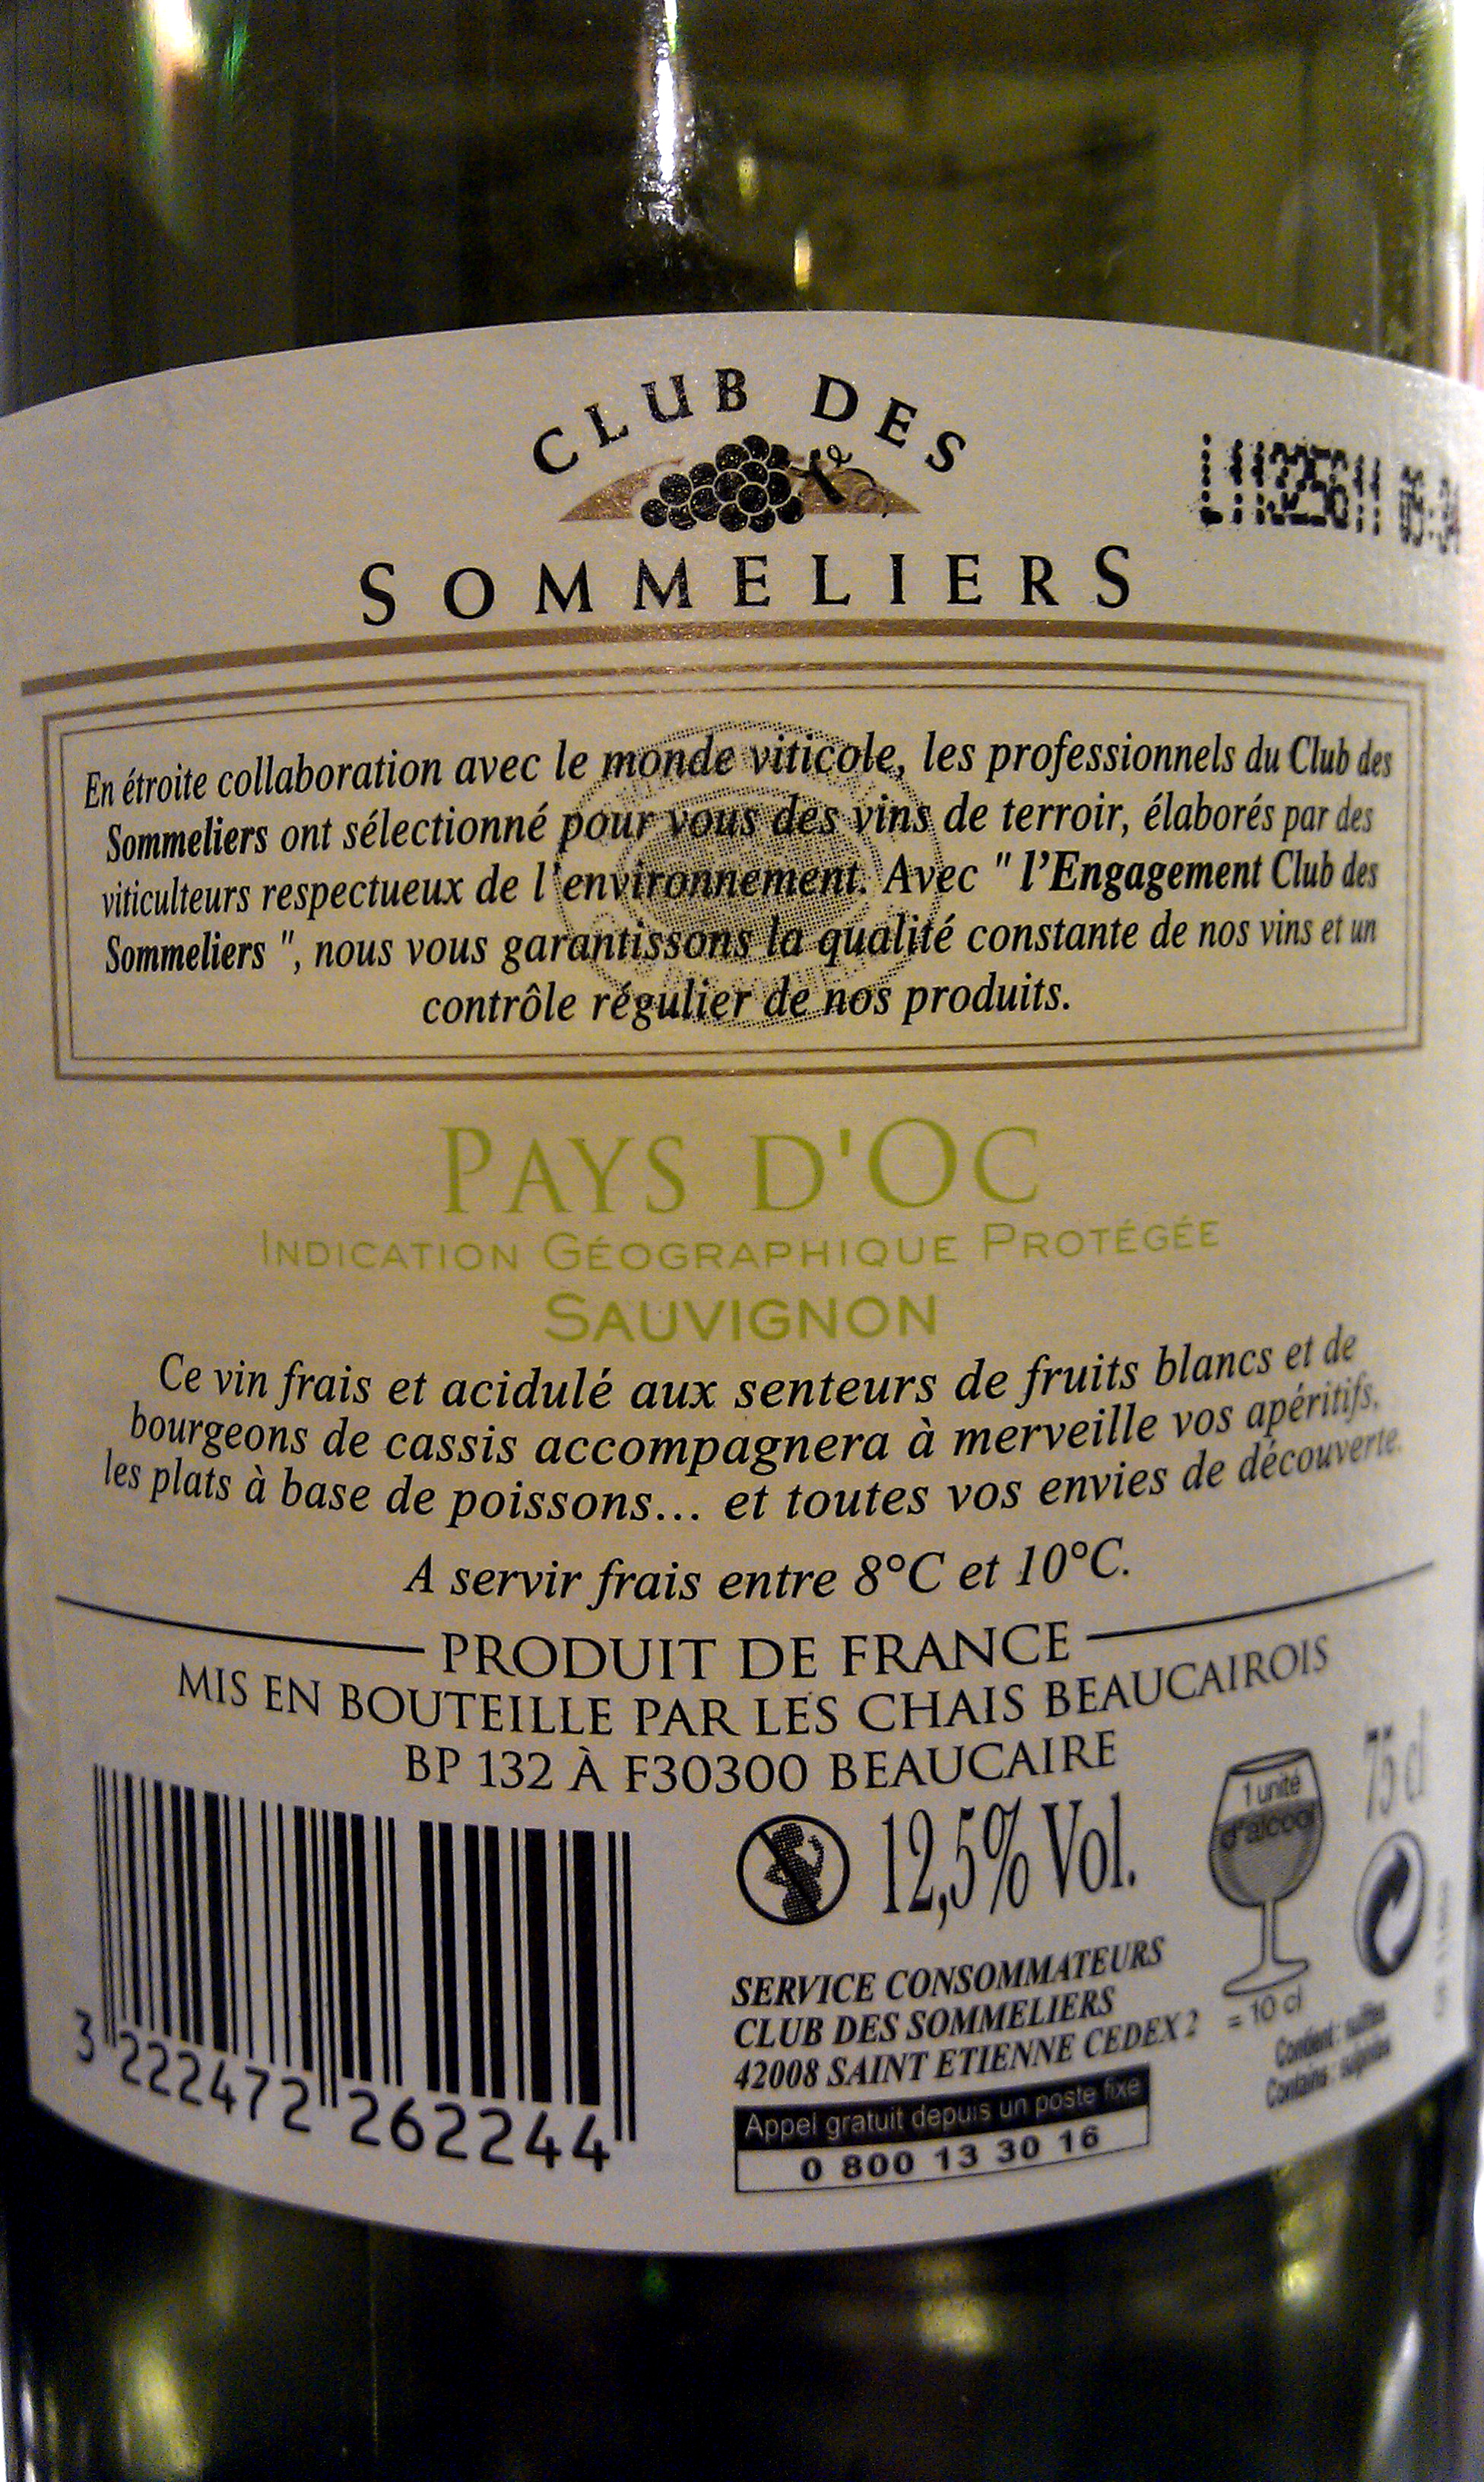 CLUB DES
SOMMELIERS
En étroite collaboration avec le monde viticole, les professionnels du Club des
Sommeliers ont sélectionné pour vous des vins de terroir, élaborés par des
viticulteurs respectueux de l'environnement. Avec " l'Engagement Club des
Sommeliers ", nous vous garantissons la qualité constante de nos vins et un
contrôle régulier de nos produits.
PAYS D'OC
INDICATION GÉOGRAPHIQUE PROTÉGÉE
SAUVIGNON
Ce vin frais et acidulé aux senteurs de fruits blancs et de
bourgeons de cassis accompagnera à merveille vos apéritifs,
les plats à base de poissons... et toutes vos envies de découverte.
A servir frais entre 8°C et 10°C.
PRODUIT DE FRANCE
MIS EN BOUTEILLE PAR LES CHAIS BEAUCAIROIS
BP 132 À F30300 BEAUCAIRE
3 222472 262244
12,5% Vol.
1 unité
d'alcool
= 10 cl
75 cl
SERVICE CONSOMMATEURS
CLUB DES SOMMELIERS
42008 SAINT ETIENNE CEDEX 2
Appel gratuit depuis un poste fixe
0 800 13 30 16
Contient : sulfites
Contains :